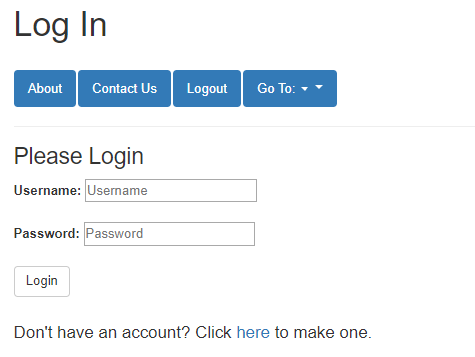 Log In
About Contact Us Logout Go To:
Please Login
Username: Username
Password: Password
Login
Don't have an account? Click here to make one.